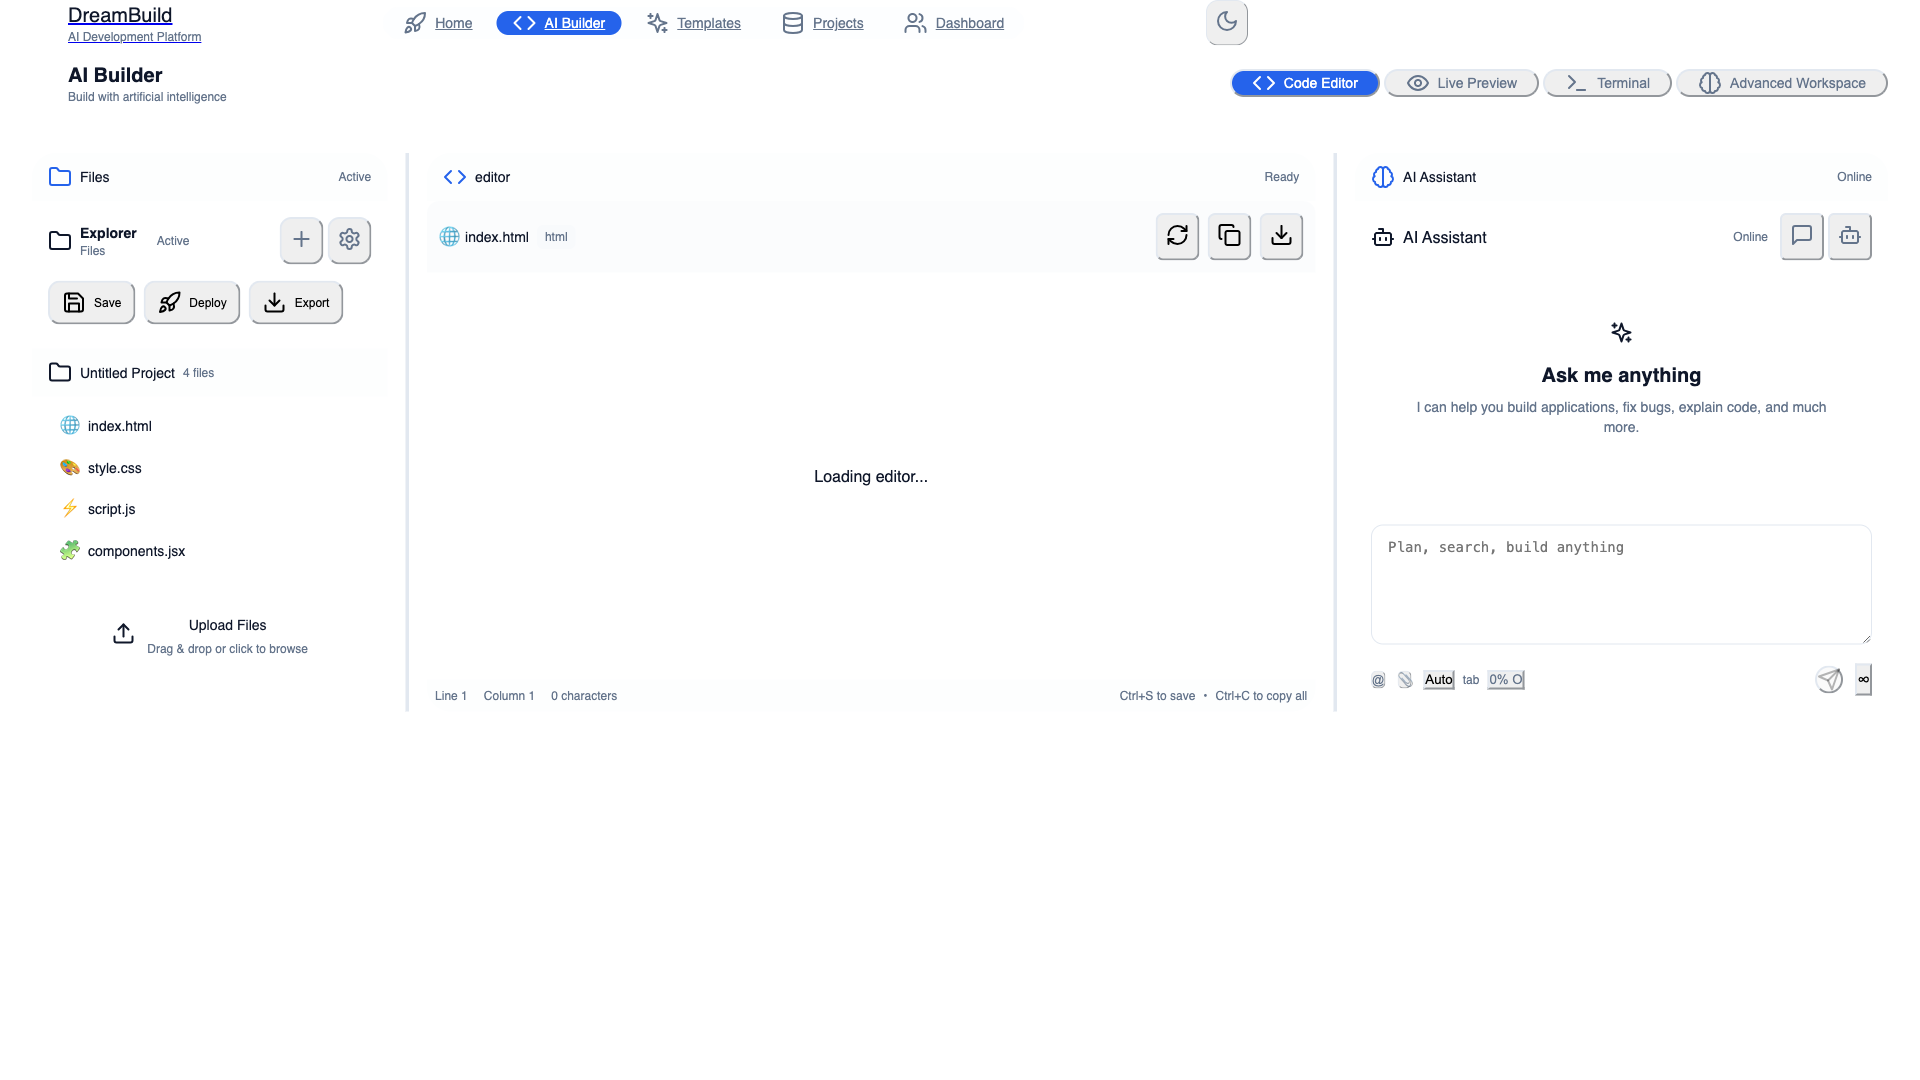 DreamBuild
AI Development Platform
Home
AI Builder
Templates
Projects
Dashboard
AI Builder
Build with artificial intelligence
Code Editor
Live Preview
Terminal
Advanced Workspace
Files
Active
Explorer
Files
Active
Save
Deploy
Export
Untitled Project 4 files
index.html
style.css
script.js
components.jsx
Upload Files
Drag & drop or click to browse
editor
Ready
index.html html
Loading editor...
Line 1 Column 1 0 characters
Ctrl+S to save • Ctrl+C to copy all
AI Assistant
Online
AI Assistant
Online
Ask me anything
I can help you build applications, fix bugs, explain code, and much
more.
Plan, search, build anything
@ Auto tab 0% O
∞